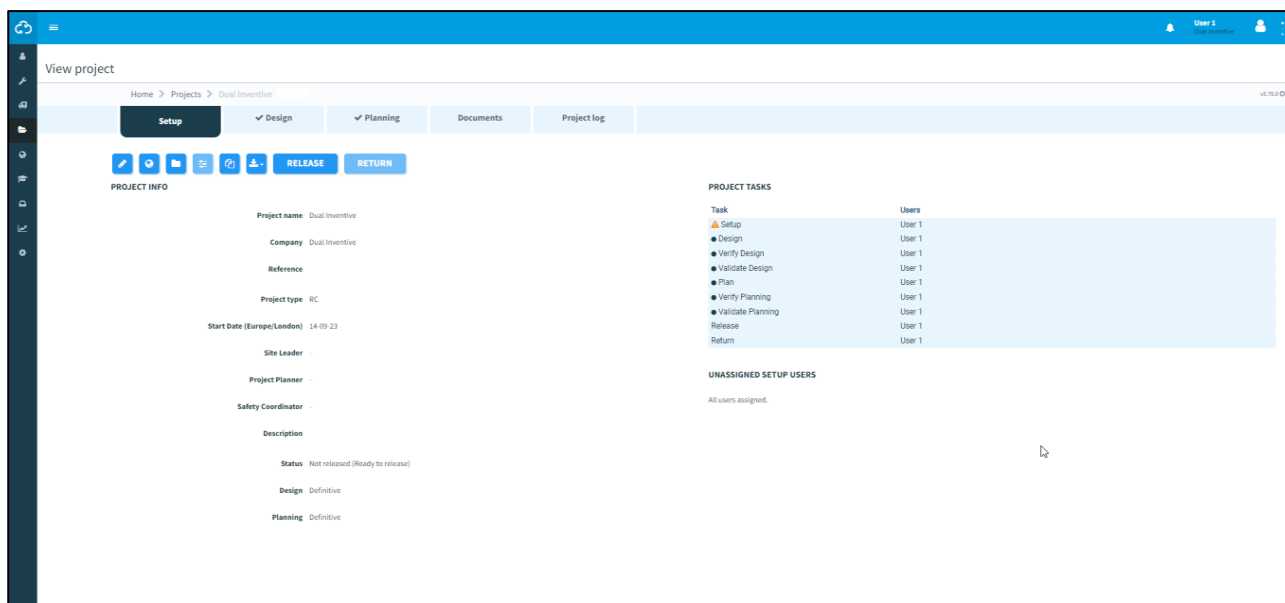 User 1
Dual Inventive
View project
Home > Projects > Dual Inventive
v3.76.0
Setup
Design
Planning
Documents
Project log
RELEASE
RETURN
PROJECT INFO
Project name Dual Inventive
Company Dual Inventive
Reference
Project type RC
Start Date (Europe/London) 14-09-23
Site Leader -
Project Planner -
Safety Coordinator -
Description
Status Not released (Ready to release)
Design Definitive
Planning Definitive
PROJECT TASKS
Task Users
Setup User 1
Design User 1
Verify Design User 1
Validate Design User 1
Plan User 1
Verify Planning User 1
Validate Planning User 1
Release User 1
Return User 1
UNASSIGNED SETUP USERS
All users assigned.